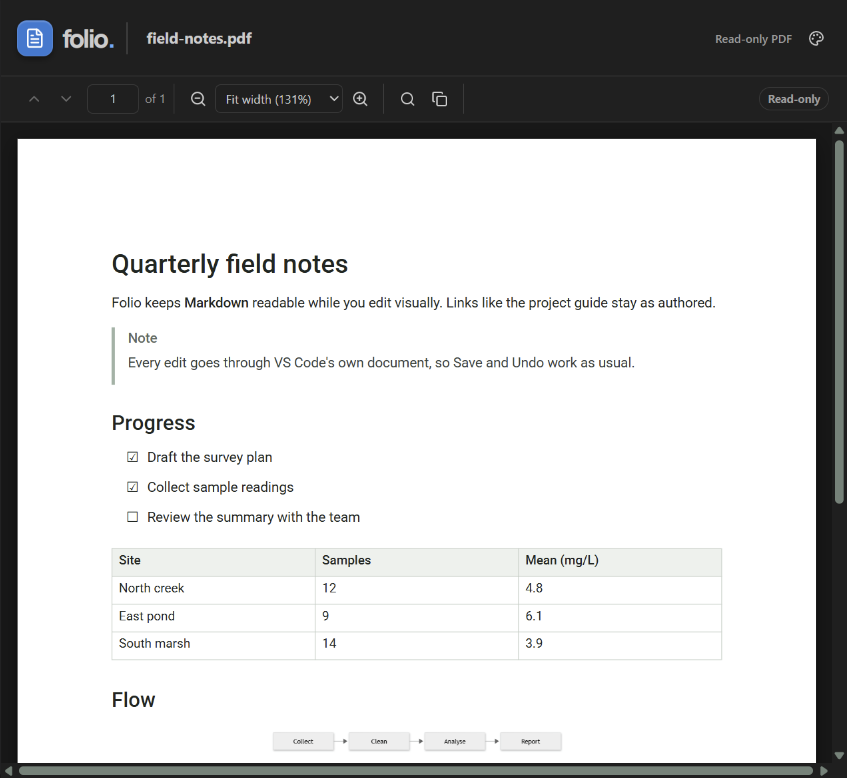 folio.
field-notes.pdf
Read-only PDF
1 of 1
Fit width (131%)
Read-only
Quarterly field notes
Folio keeps Markdown readable while you edit visually. Links like the project guide stay as authored.
Note
Every edit goes through VS Code's own document, so Save and Undo work as usual.
Progress
☑ Draft the survey plan
☑ Collect sample readings
☐ Review the summary with the team
Site Samples Mean (mg/L)
North creek 12 4.8
East pond 9 6.1
South marsh 14 3.9
Flow
Collect Clean Analyse Report